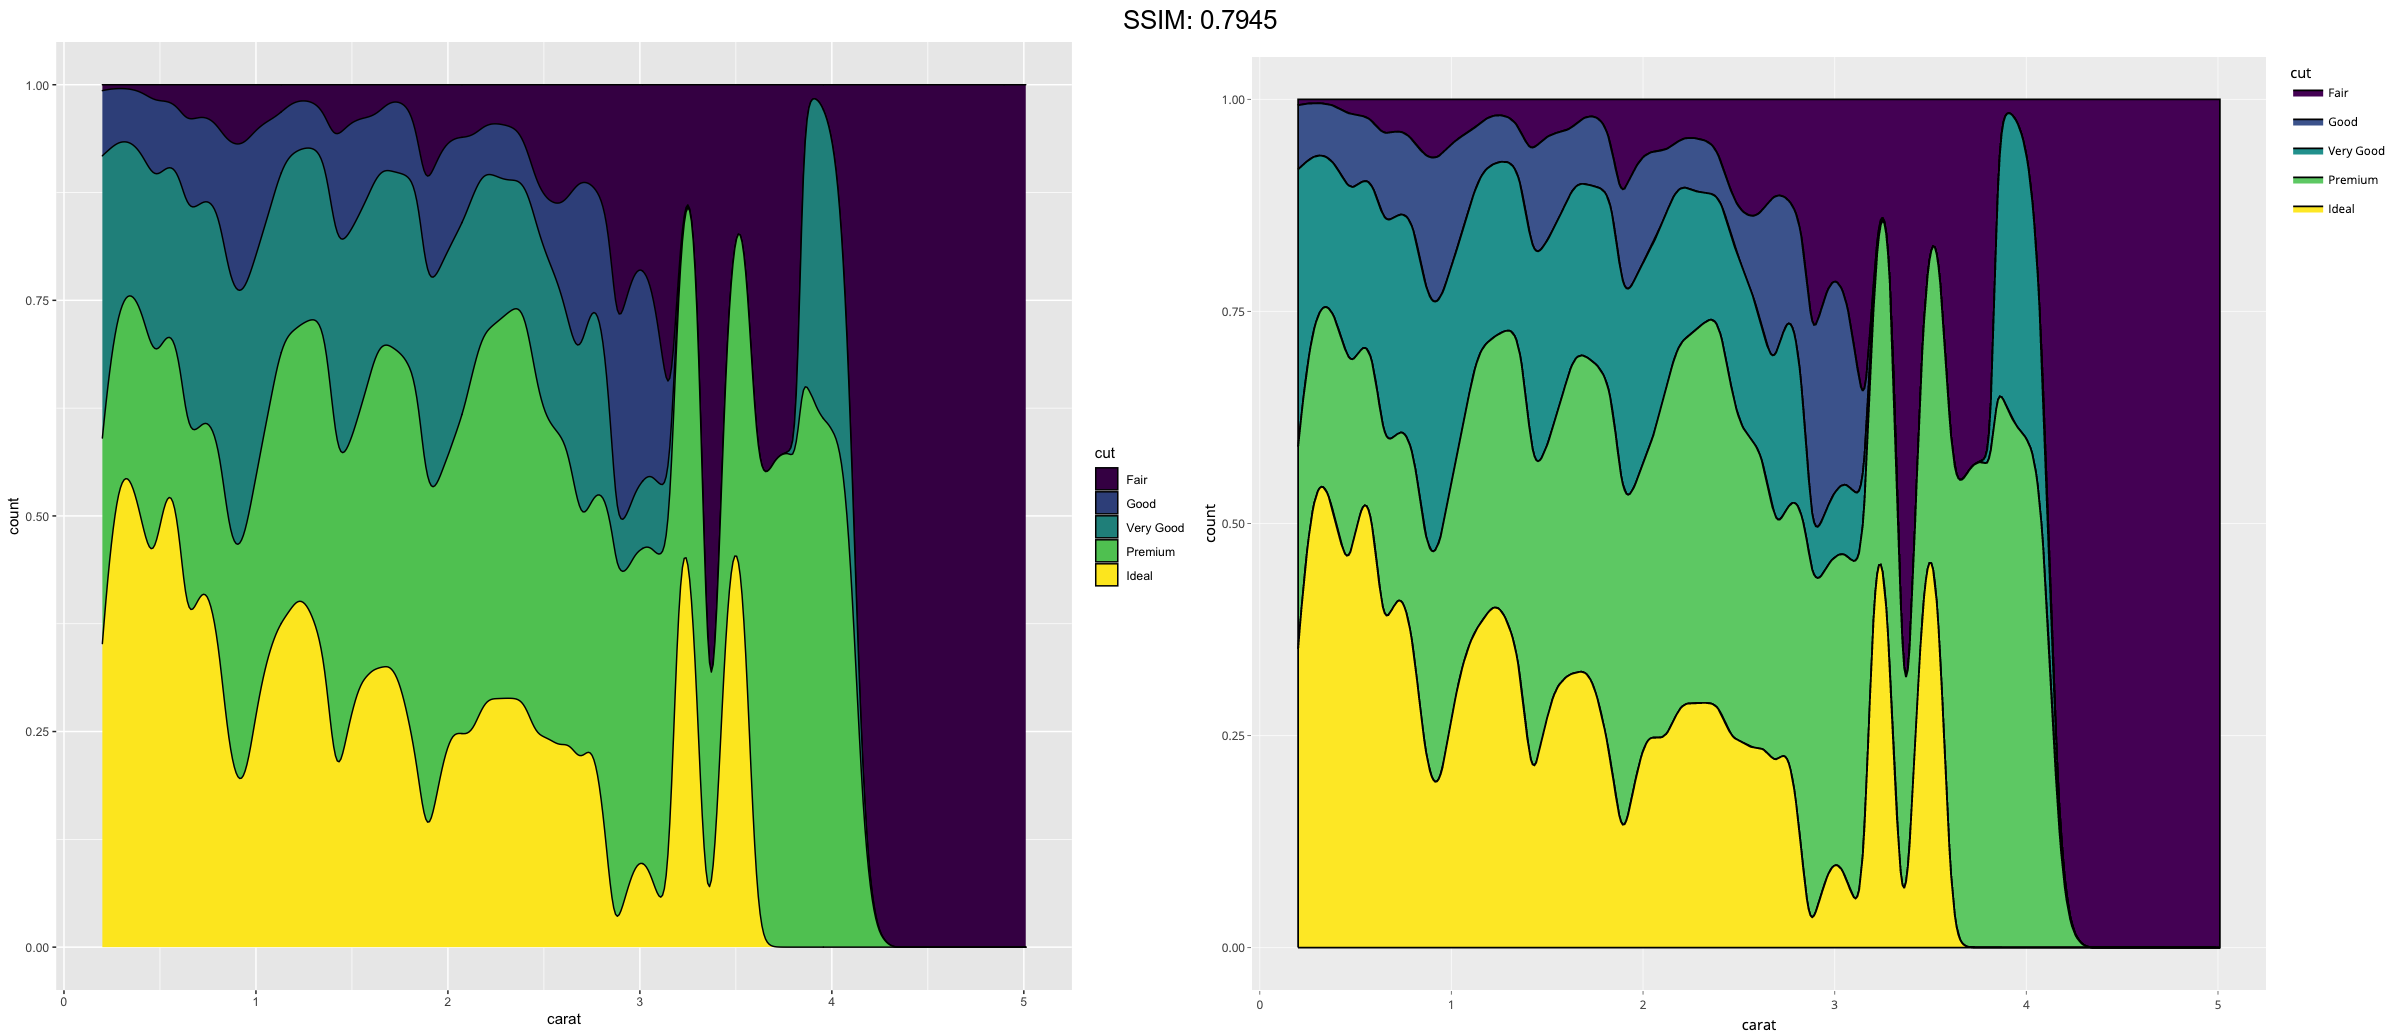 SSIM: 0.7945
1.00
0.75
0.50
0.25
0.00
count
0 1 2 3 4 5
carat
cut
Fair
Good
Very Good
Premium
Ideal
1.00
0.75
0.50
0.25
0.00
count
0 1 2 3 4 5
carat
cut
Fair
Good
Very Good
Premium
Ideal